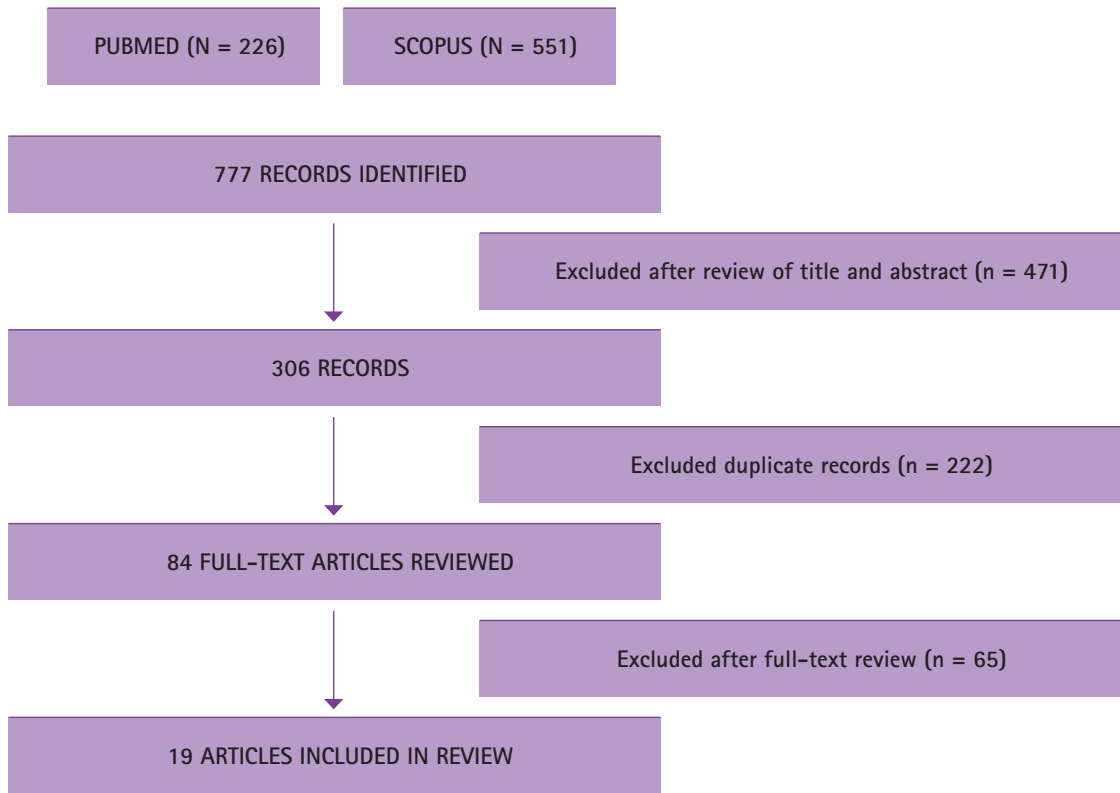 PUBMED (N = 226)
SCOPUS (N = 551)
777 RECORDS IDENTIFIED
Excluded after review of title and abstract (n = 471)
306 RECORDS
Excluded duplicate records (n = 222)
84 FULL-TEXT ARTICLES REVIEWED
Excluded after full-text review (n = 65)
19 ARTICLES INCLUDED IN REVIEW